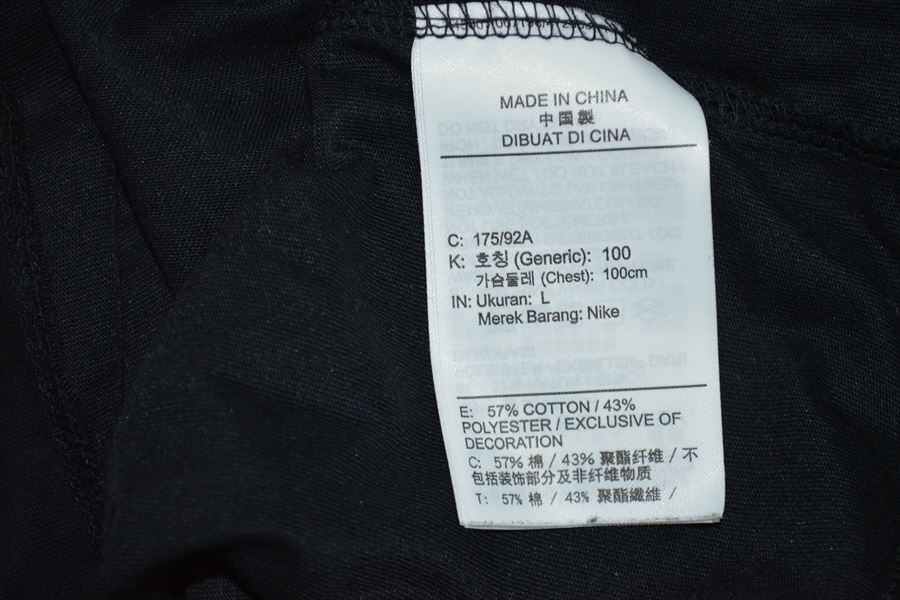 MADE IN CHINA
中国製
DIBUAT DI CINA
C: 175/92A
K: 호칭 (Generic): 100
가슴둘레 (Chest): 100cm
IN: Ukuran: L
Merek Barang: Nike
E: 57% COTTON / 43%
POLYESTER / EXCLUSIVE OF
DECORATION
C: 57% 棉 / 43% 聚酯纤维 / 不
包括装饰部分及非纤维物质
T: 57% 棉 / 43% 聚酯纖維 /